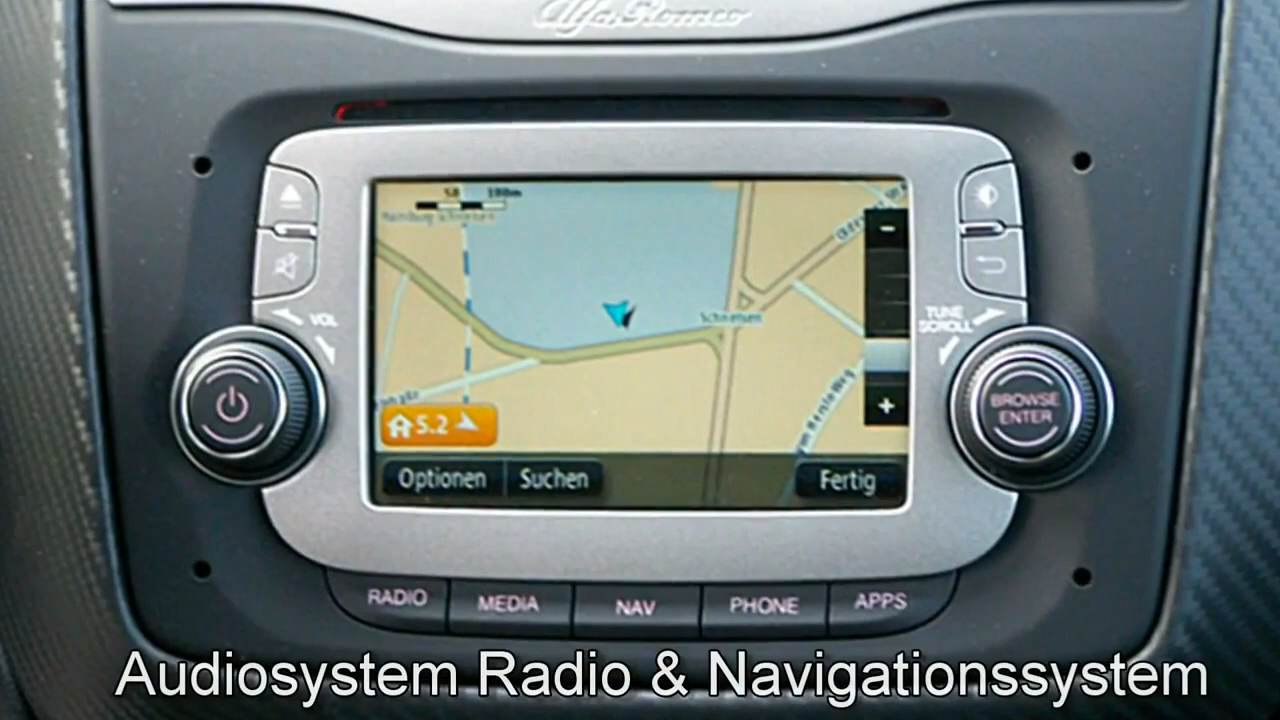 Alfa Romeo
VOL
TUNE
SCROLL
5.2
Optionen Suchen Fertig
BROWSE
ENTER
RADIO MEDIA NAV PHONE APPS
Audiosystem Radio & Navigationssystem